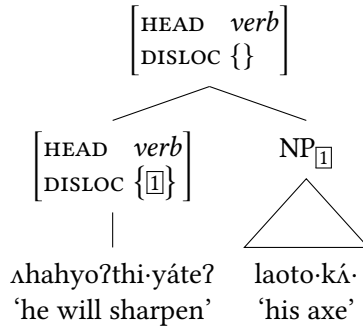 HEAD verb
DISLOC {}
HEAD verb
DISLOC {1}
NP1
ʌhahyoʔthi·yáteʔ laoto·kʌ́·
‘he will sharpen’ ‘his axe’